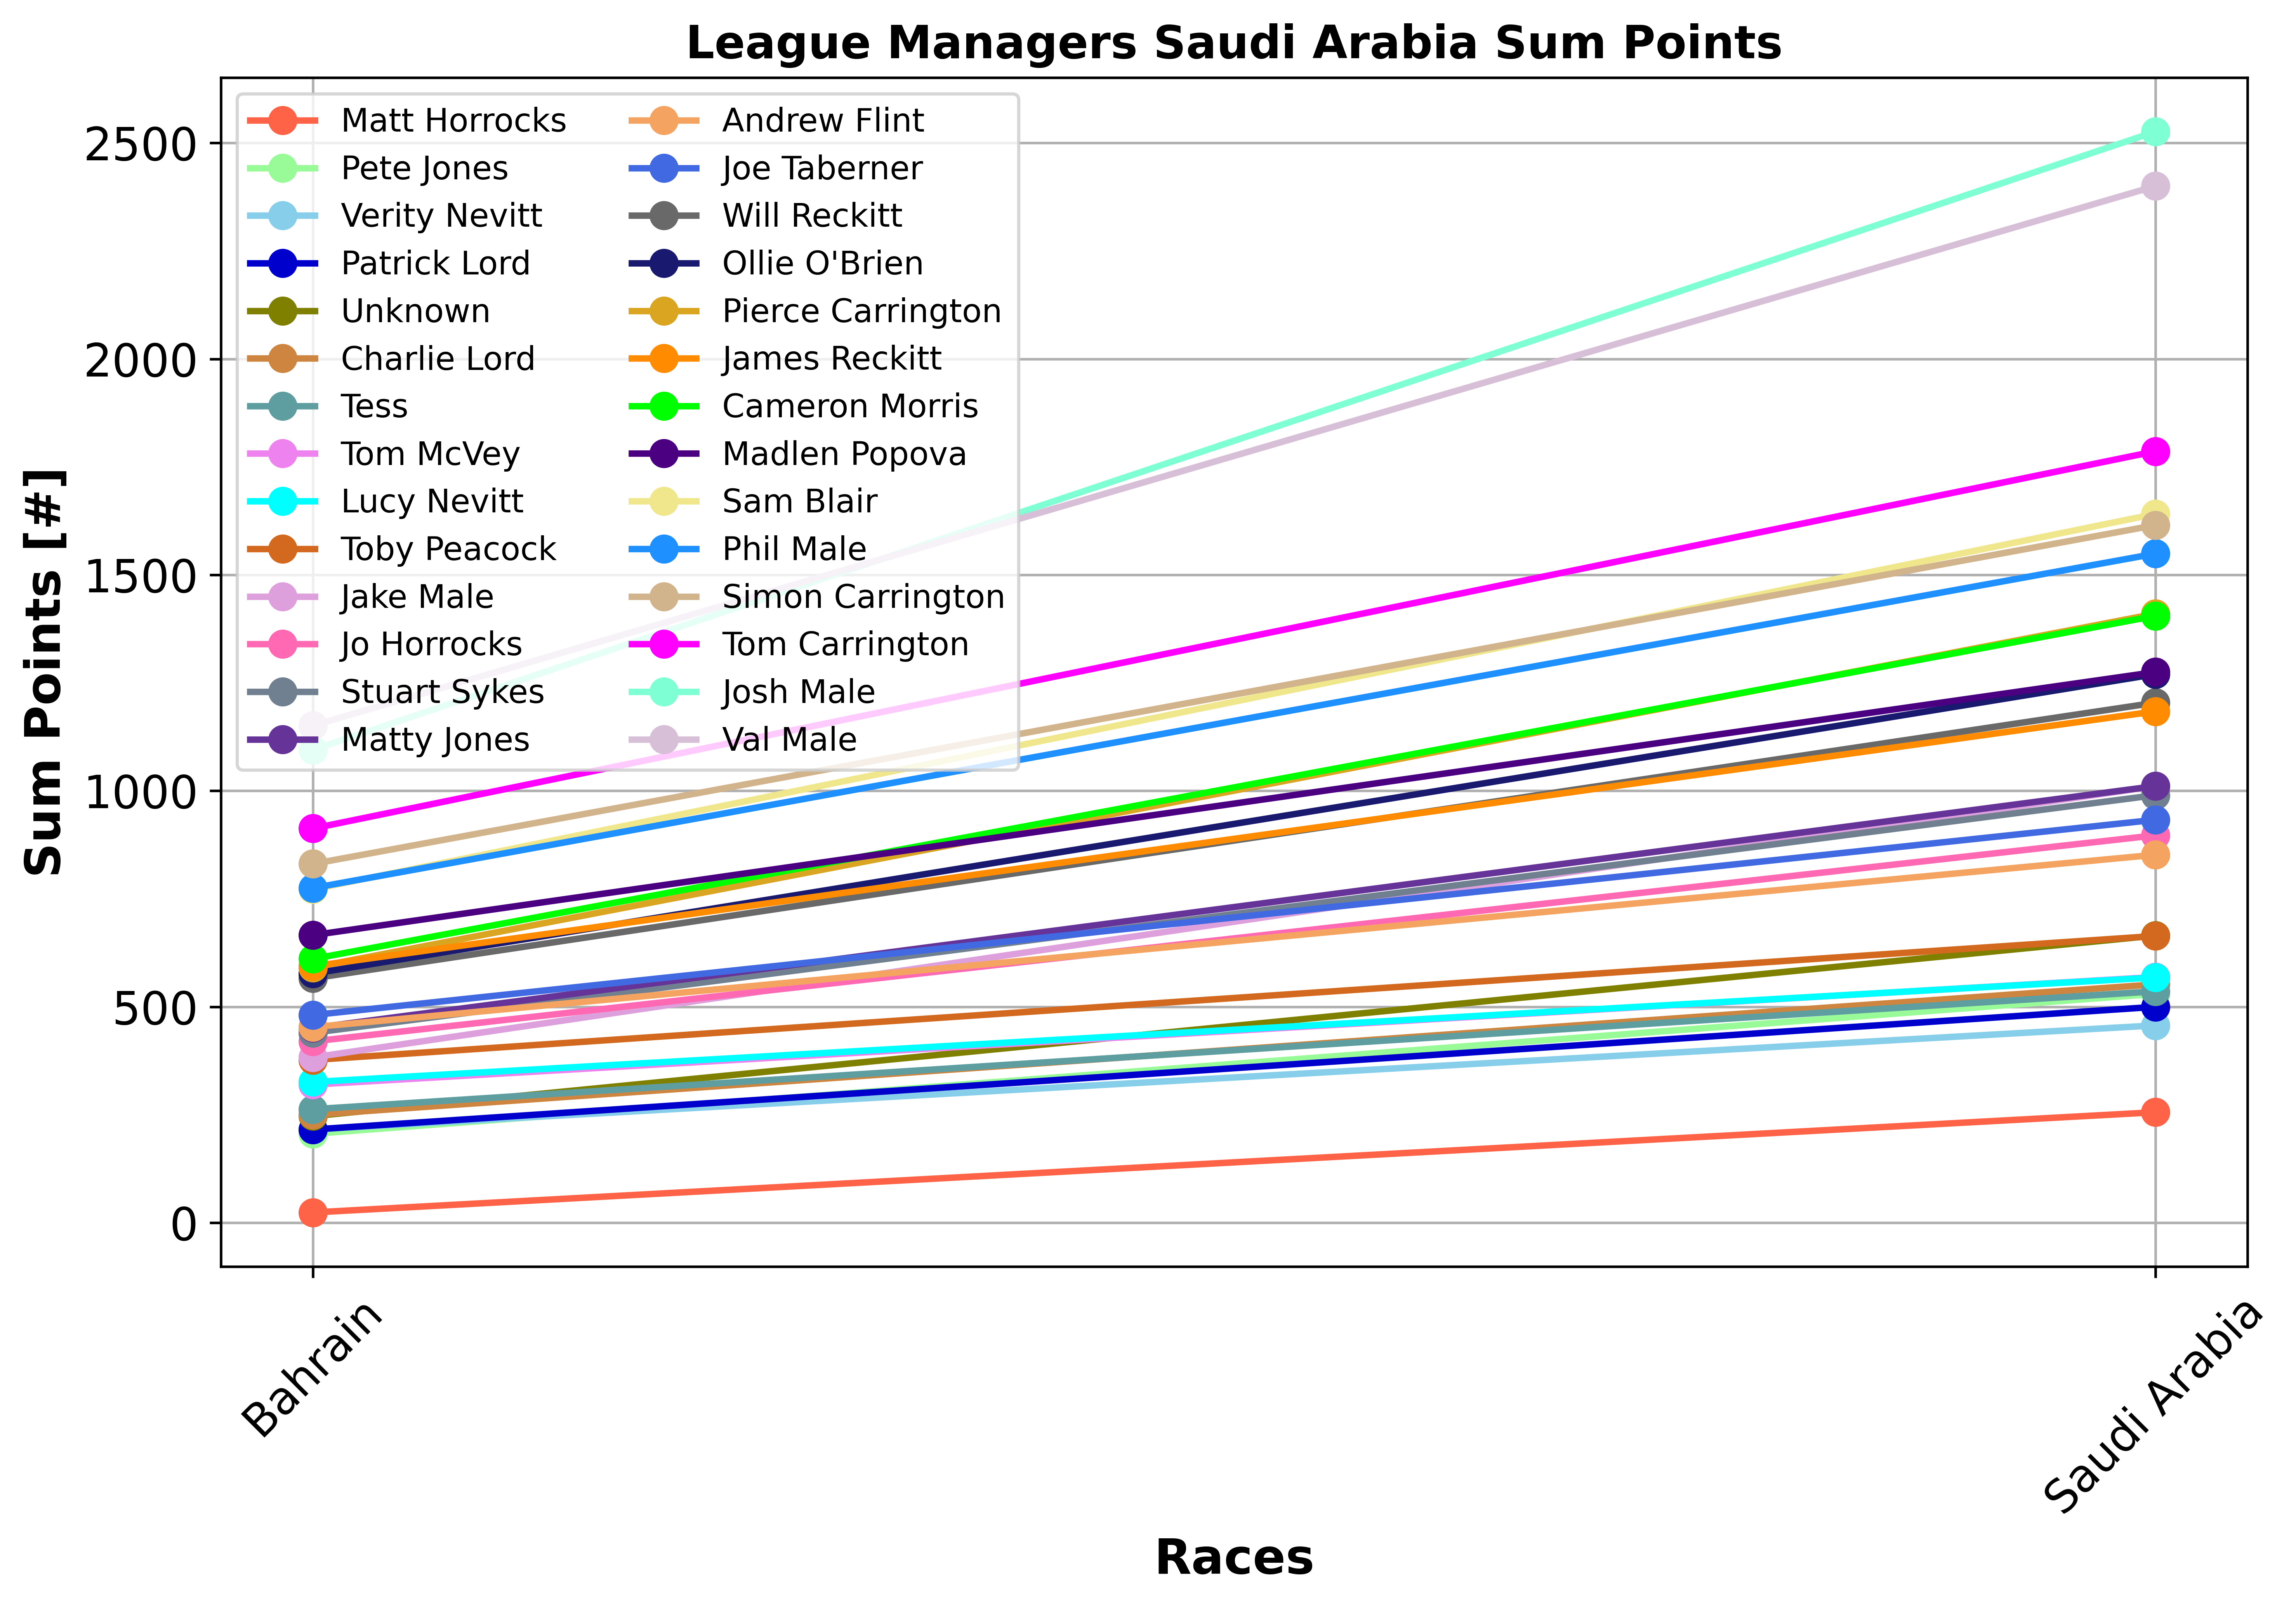 League Managers Saudi Arabia Sum Points
Sum Points [#]
2500
2000
1500
1000
500
0
Matt Horrocks
Pete Jones
Verity Nevitt
Patrick Lord
Unknown
Charlie Lord
Tess
Tom McVey
Lucy Nevitt
Toby Peacock
Jake Male
Jo Horrocks
Stuart Sykes
Matty Jones
Andrew Flint
Joe Taberner
Will Reckitt
Ollie O'Brien
Pierce Carrington
James Reckitt
Cameron Morris
Madlen Popova
Sam Blair
Phil Male
Simon Carrington
Tom Carrington
Josh Male
Val Male
Bahrain
Saudi Arabia
Races